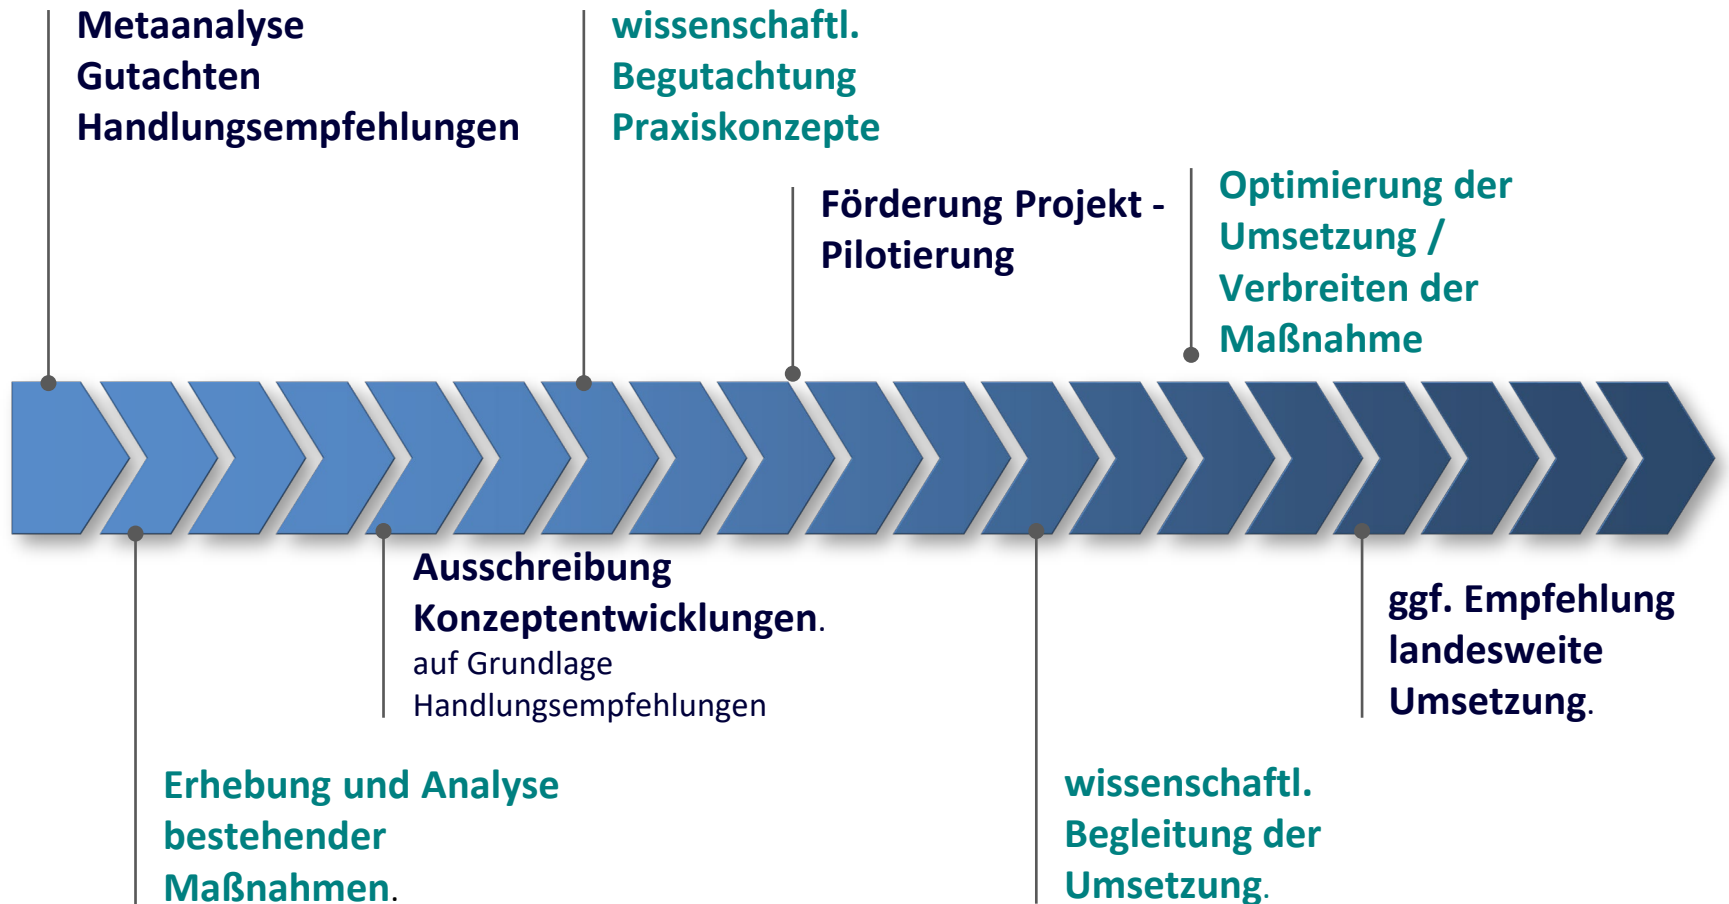 Metaanalyse
Gutachten
Handlungsempfehlungen
wissenschaftl.
Begutachtung
Praxiskonzepte
Förderung Projekt -
Pilotierung
Optimierung der
Umsetzung /
Verbreiten der
Maßnahme
Ausschreibung
Konzeptentwicklungen.
auf Grundlage
Handlungsempfehlungen
ggf. Empfehlung
landesweite
Umsetzung.
Erhebung und Analyse
bestehender
Maßnahmen.
wissenschaftl.
Begleitung der
Umsetzung.